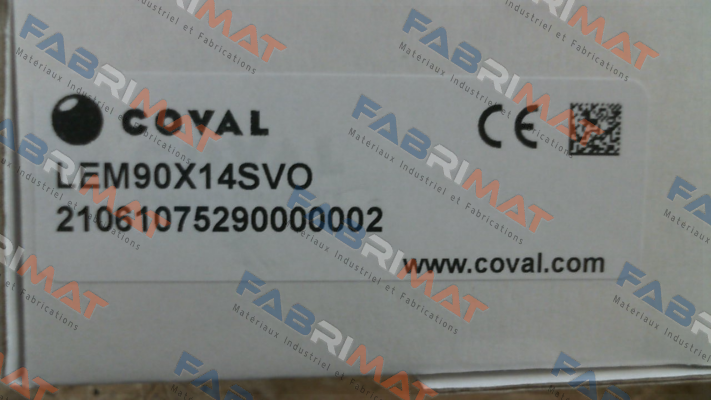 COVAL
CE
LEM90X14SVO
21061075290000002
www.coval.com
FABRIMAT
Materiaux Industriel et Fabrications